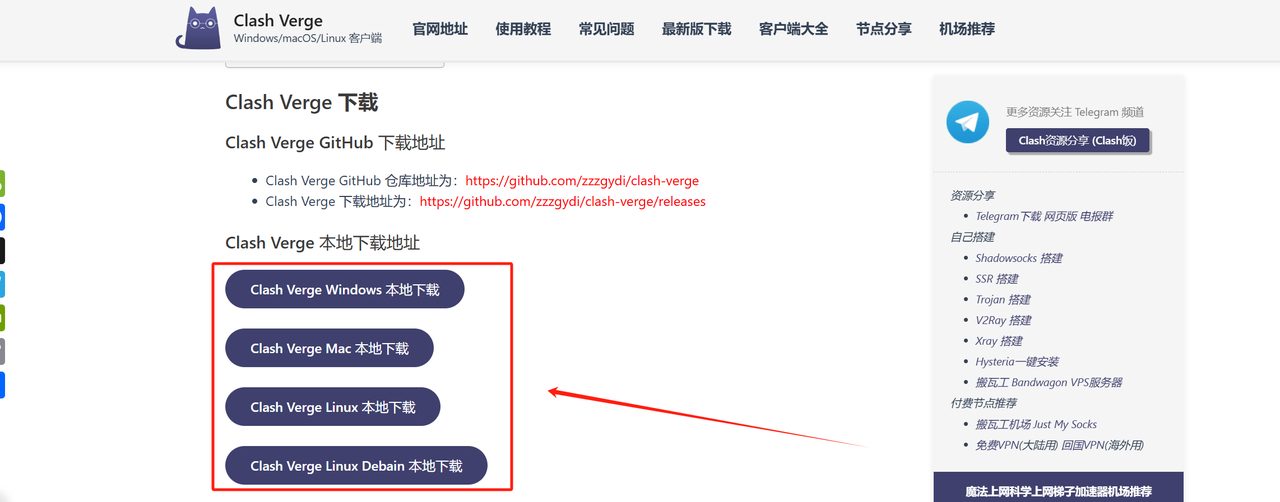 Clash Verge
Windows/macOS/Linux 客户端
官网地址 使用教程 常见问题 最新版下载 客户端大全 节点分享 机场推荐
Clash Verge 下载
Clash Verge GitHub 下载地址
Clash Verge GitHub 仓库地址为：https://github.com/zzzgydi/clash-verge
Clash Verge 下载地址为：https://github.com/zzzgydi/clash-verge/releases
Clash Verge 本地下载地址
Clash Verge Windows 本地下载
Clash Verge Mac 本地下载
Clash Verge Linux 本地下载
Clash Verge Linux Debain 本地下载
更多资源关注 Telegram 频道
Clash资源分享 (Clash饭)
资源分享
Telegram下载 网页版 电报群
自己搭建
Shadowsocks 搭建
SSR 搭建
Trojan 搭建
V2Ray 搭建
Xray 搭建
Hysteria一键安装
搬瓦工 Bandwagon VPS服务器
付费节点推荐
搬瓦工机场 Just My Socks
免费VPN(大陆用) 回国VPN(海外用)
魔法上网科学上网梯子加速器机场推荐